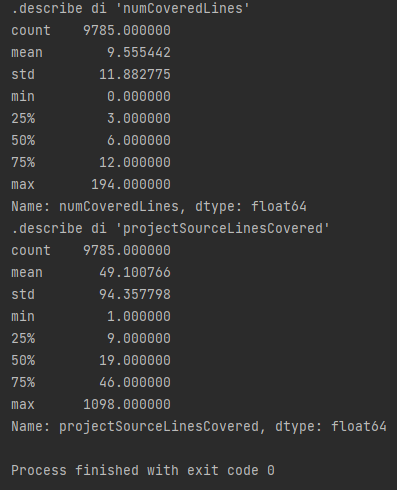 .describe di 'numCoveredLines'
count    9785.000000
mean        9.555442
std        11.882775
min         0.000000
25%         3.000000
50%         6.000000
75%        12.000000
max       194.000000
Name: numCoveredLines, dtype: float64
.describe di 'projectSourceLinesCovered'
count    9785.000000
mean       49.100766
std        94.357798
min         1.000000
25%         9.000000
50%        19.000000
75%        46.000000
max      1098.000000
Name: projectSourceLinesCovered, dtype: float64
Process finished with exit code 0